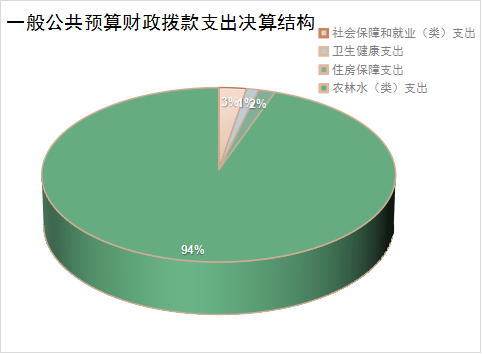 一般公共预算财政拨款支出决算结构
社会保障和就业（类）支出
卫生健康支出
住房保障支出
农林水（类）支出
3%
1%
2%
94%